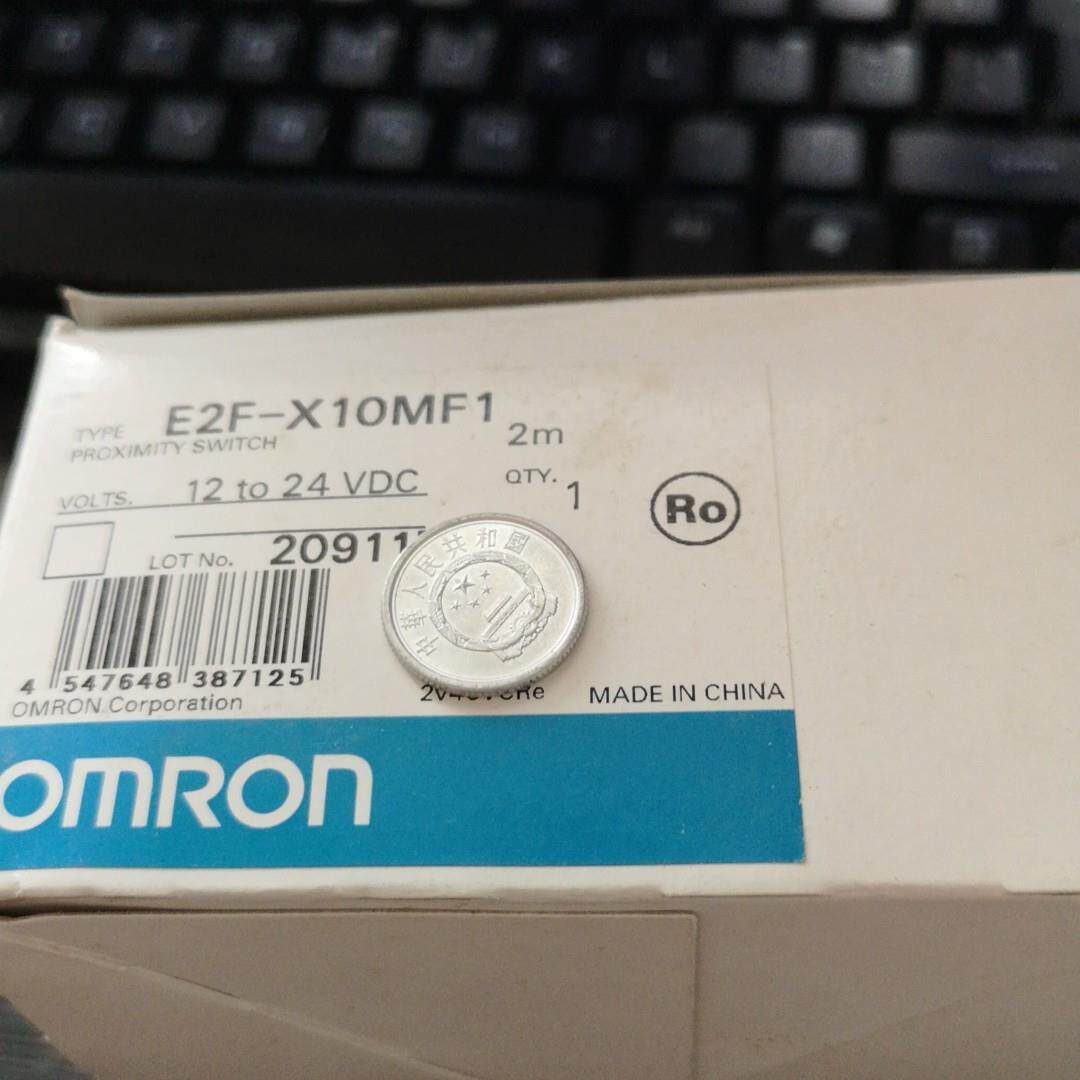 TYPE E2F-X10MF1 2m
PROXIMITY SWITCH
VOLTS. 12 to 24 VDC QTY. 1
Ro
LOT No. 20911
中華人民共和國
4 547648 387125
OMRON Corporation
MADE IN CHINA
OMRON